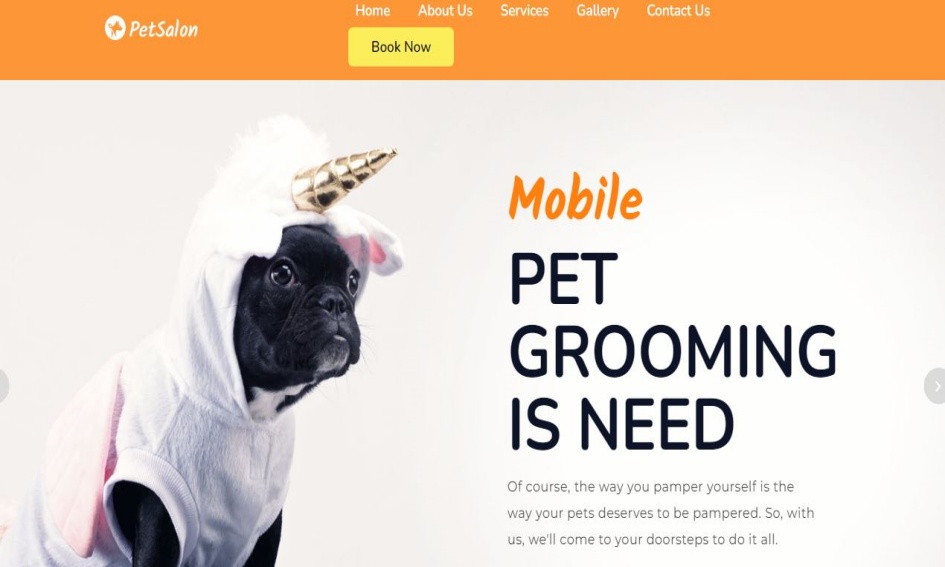 PetSalon
Home About Us Services Gallery Contact Us
Book Now
Mobile
PET
GROOMING
IS NEED
Of course, the way you pamper yourself is the
way your pets deserves to be pampered. So, with
us, we'll come to your doorsteps to do it all.